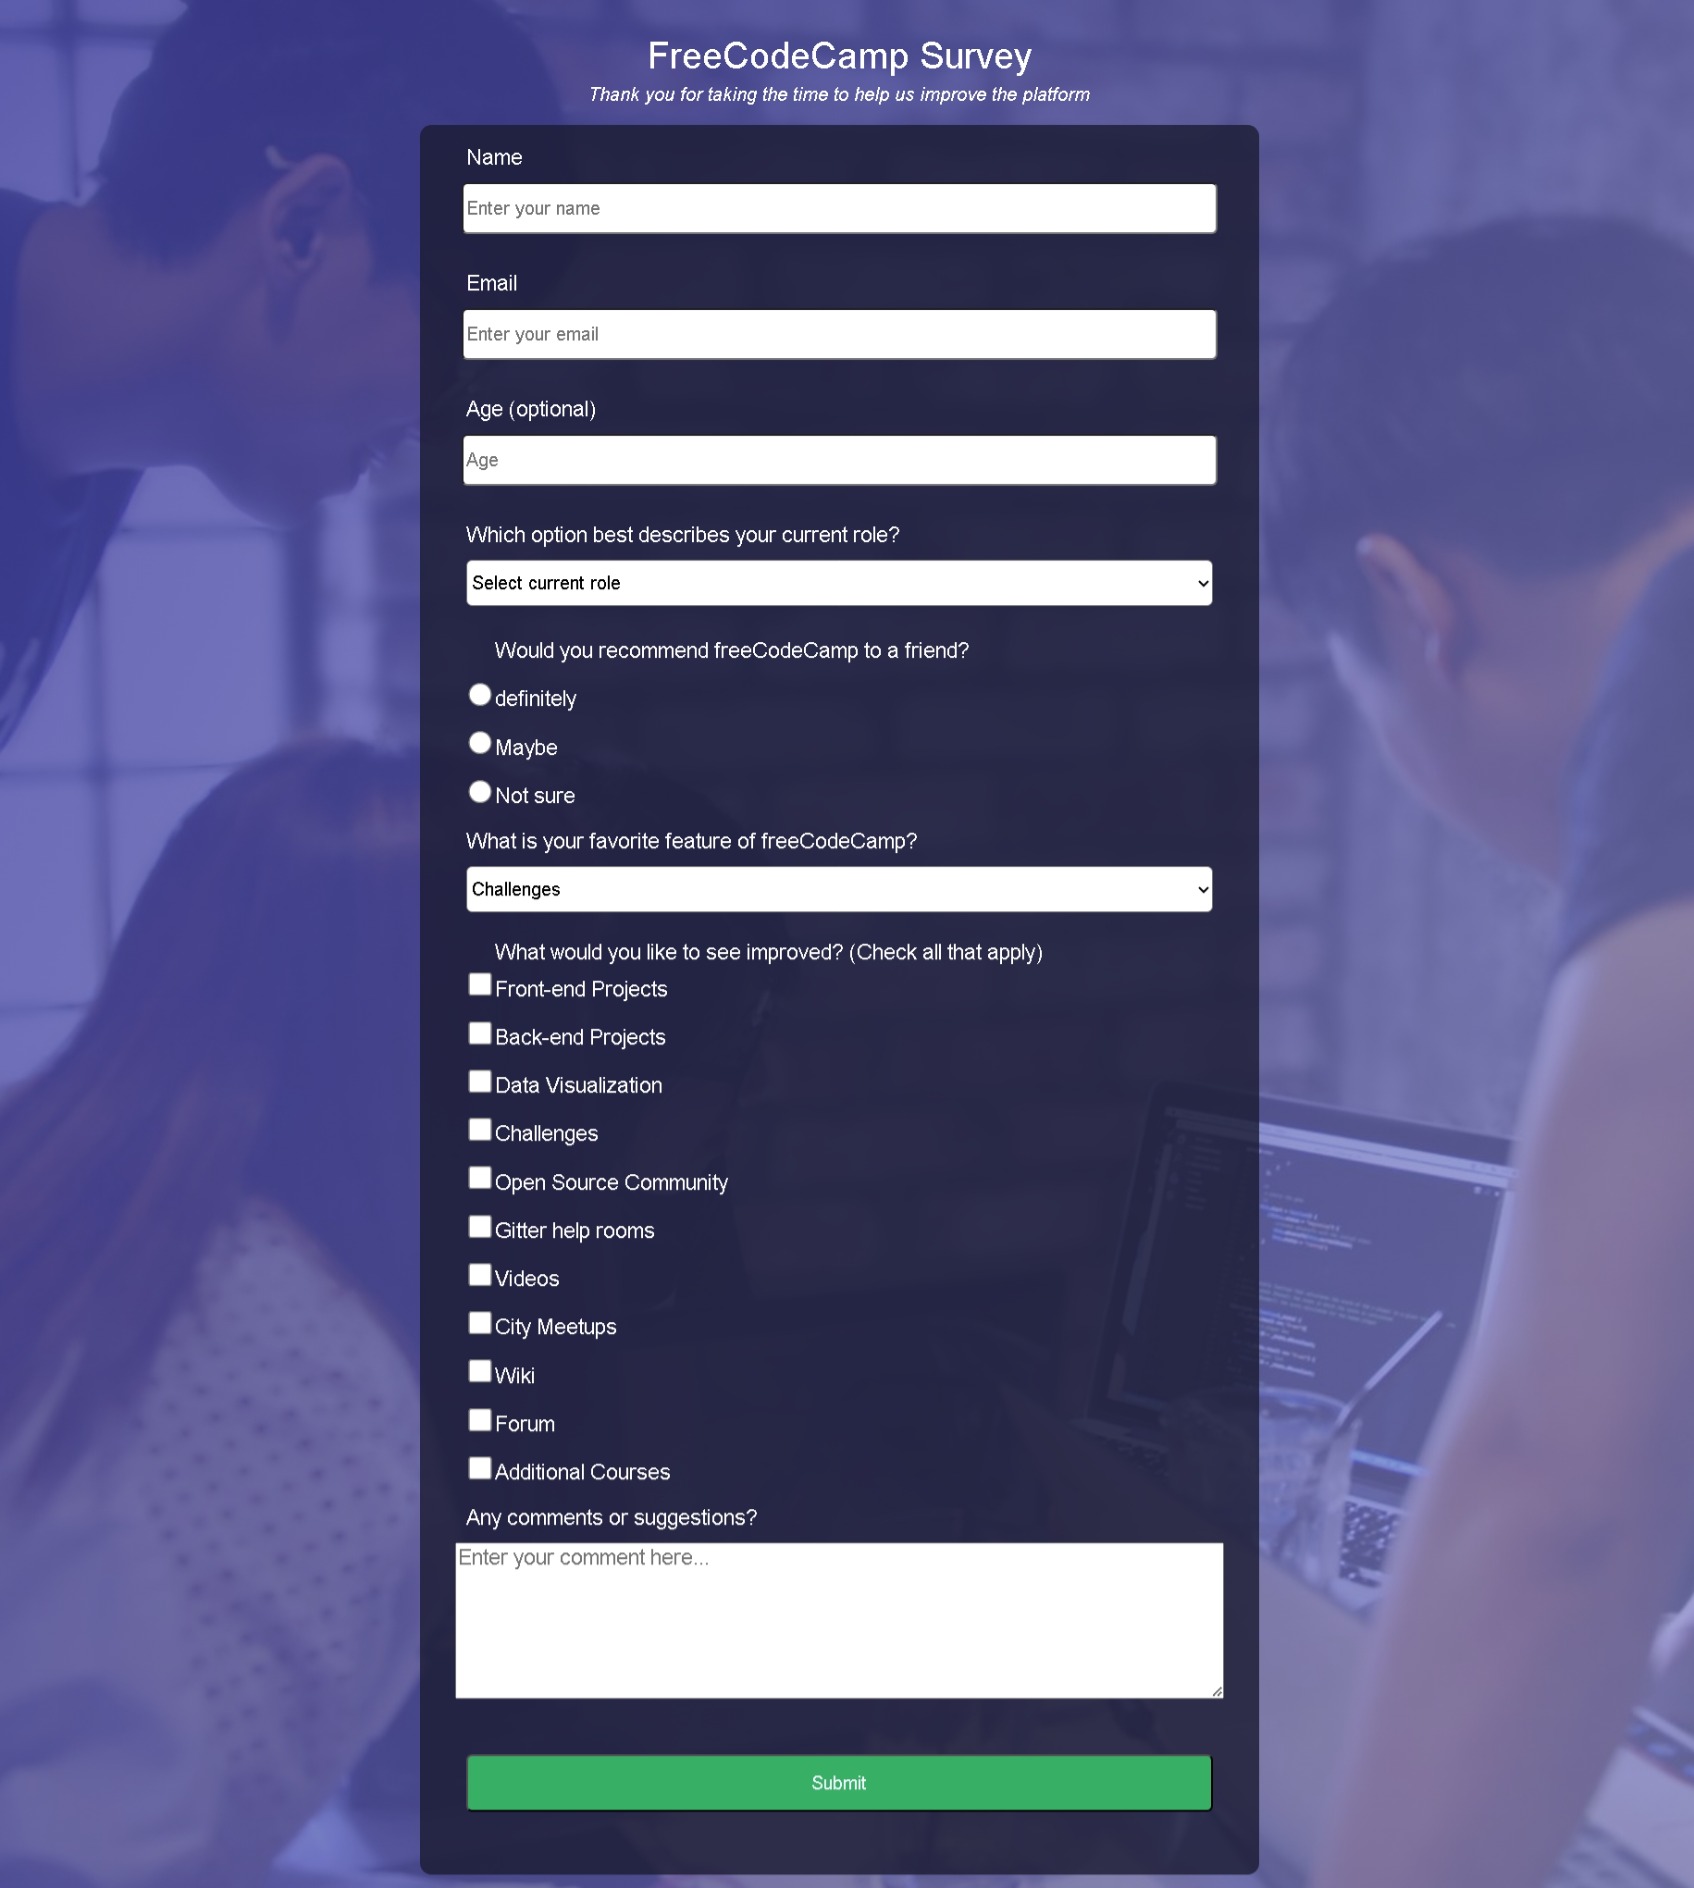 FreeCodeCamp Survey
Thank you for taking the time to help us improve the platform
Name
Enter your name
Email
Enter your email
Age (optional)
Age
Which option best describes your current role?
Select current role
Would you recommend freeCodeCamp to a friend?
definitely
Maybe
Not sure
What is your favorite feature of freeCodeCamp?
Challenges
What would you like to see improved? (Check all that apply)
Front-end Projects
Back-end Projects
Data Visualization
Challenges
Open Source Community
Gitter help rooms
Videos
City Meetups
Wiki
Forum
Additional Courses
Any comments or suggestions?
Enter your comment here...
Submit